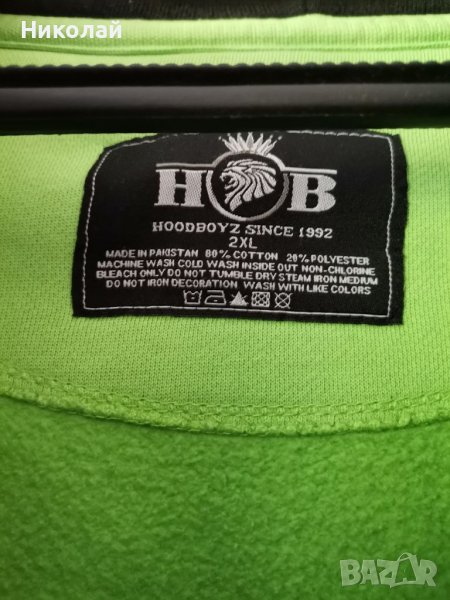 Николай
H B
HOODBOYZ SINCE 1992
2XL
MADE IN PAKISTAN 80% COTTON 20% POLYESTER
MACHINE WASH COLD WASH INSIDE OUT NON-CHLORINE
BLEACH ONLY DO NOT TUMBLE DRY STEAM IRON MEDIUM
DO NOT IRON DECORATION WASH WITH LIKE COLORS
BAZAR